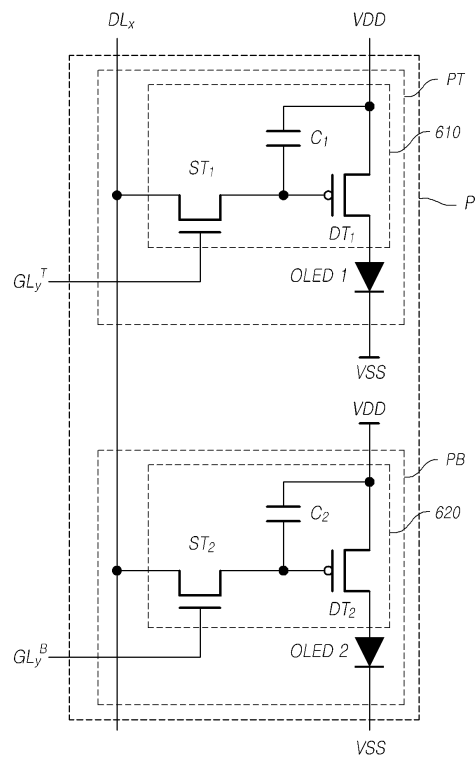 DLx VDD
PT
C1 610
ST1
P
DT1
GLyT OLED 1
VSS
VDD
PB
C2 620
ST2
DT2
GLyB OLED 2
VSS